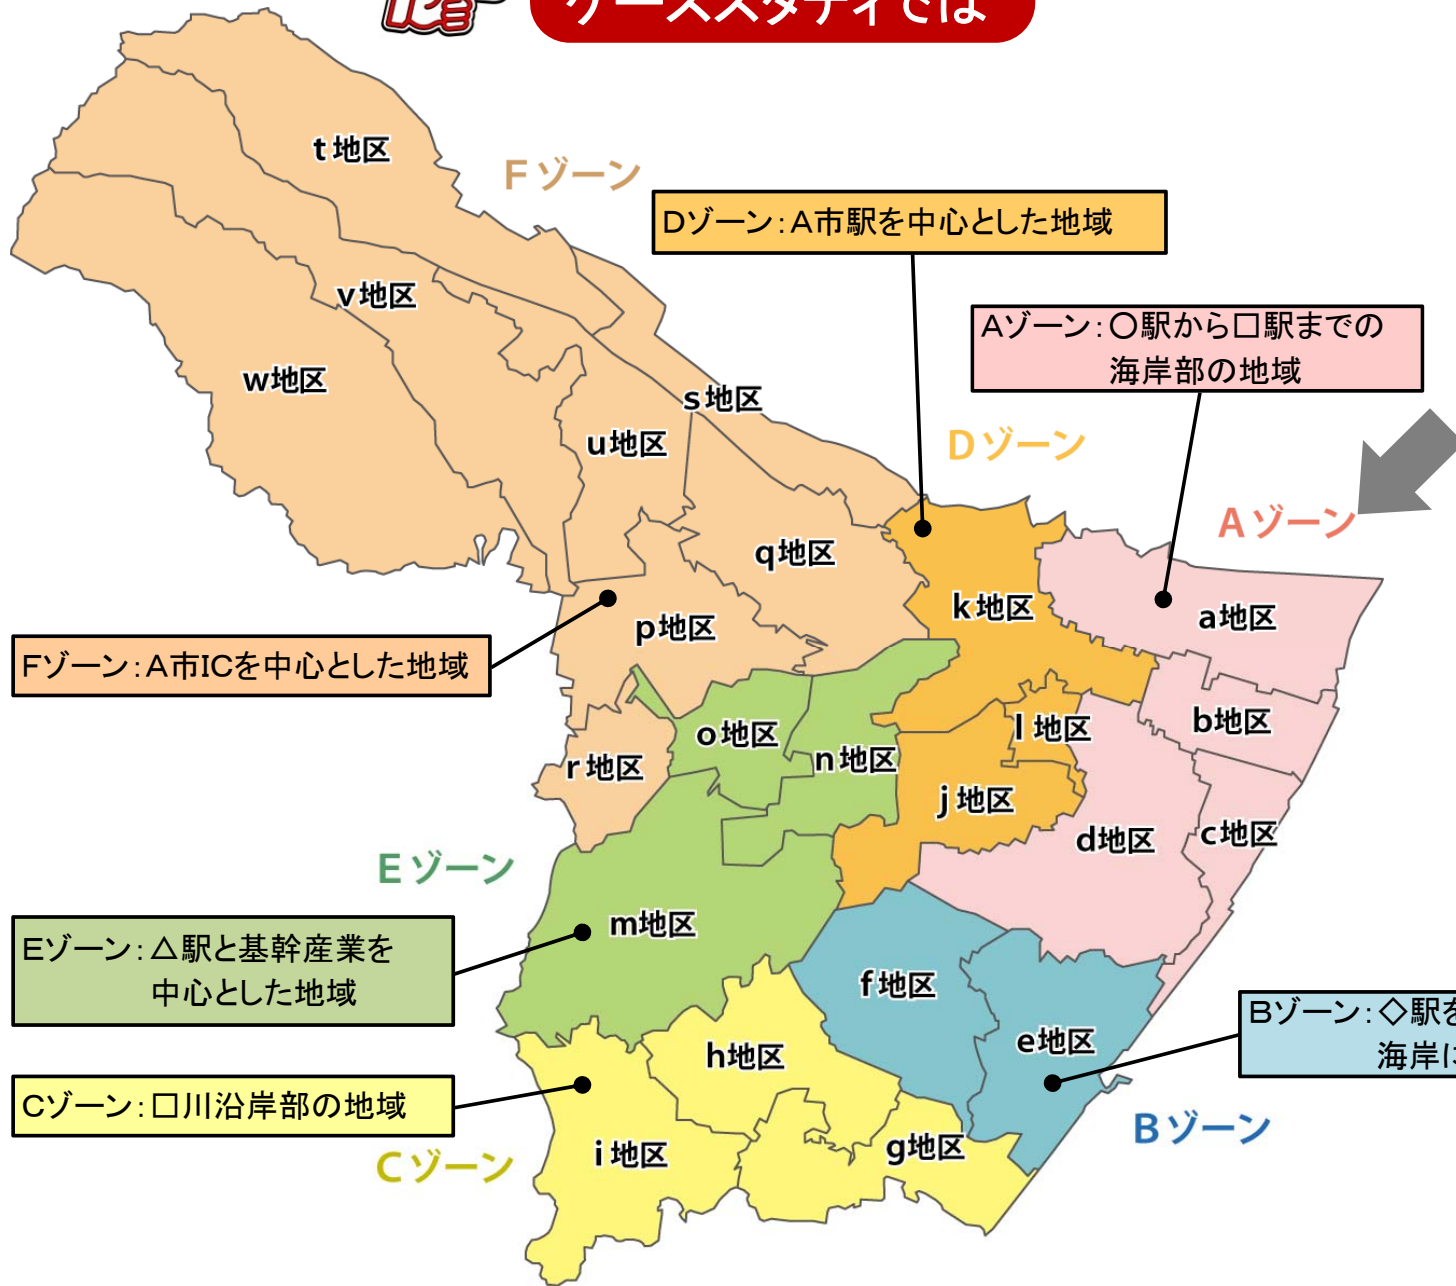 ケーススタディでは
t地区
Fゾーン
Dゾーン：A市駅を中心とした地域
v地区
Aゾーン：〇駅から□駅までの
海岸部の地域
w地区
s地区
u地区
Dゾーン
Aゾーン
q地区
k地区
a地区
p地区
Fゾーン：A市ICを中心とした地域
b地区
l地区
o地区
n地区
r地区
j地区
c地区
d地区
Eゾーン
m地区
Eゾーン：△駅と基幹産業を
中心とした地域
f地区
Bゾーン：◇駅を
海岸に
e地区
h地区
Cゾーン：□川沿岸部の地域
Bゾーン
g地区
i地区
Cゾーン